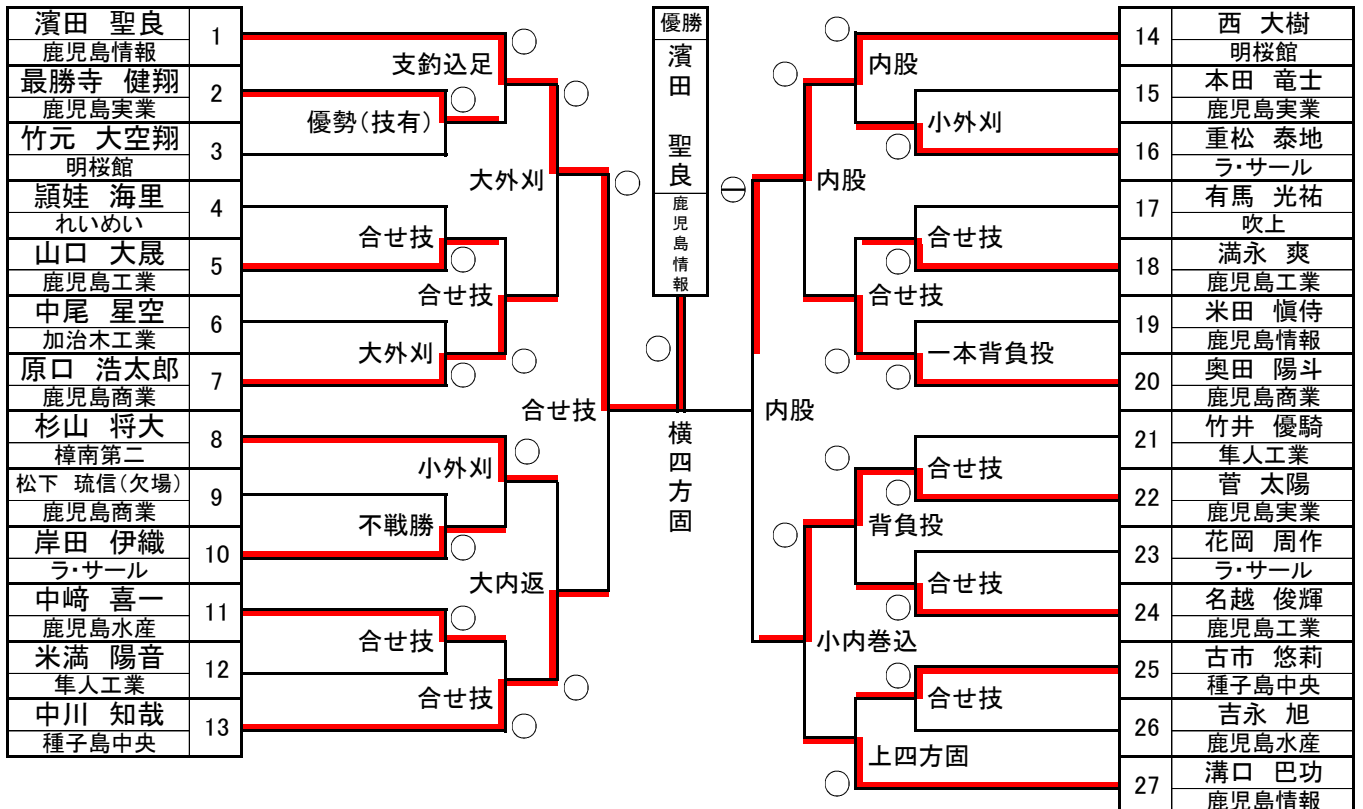 濱田 聖良
1
鹿児島情報
最勝寺 健翔
2
鹿児島実業
竹元 大空翔
3
明桜館
頴娃 海里
4
れいめい
山口 大晟
5
鹿児島工業
中尾 星空
6
加治木工業
原口 浩太郎
7
鹿児島商業
杉山 将大
8
樟南第二
松下 琉信(欠場)
9
鹿児島商業
岸田 伊織
10
ラ・サール
中﨑 喜一
11
鹿児島水産
米満 陽音
12
隼人工業
中川 知哉
13
種子島中央
支釣込足
優勢(技有)
大外刈
合せ技
合せ技
大外刈
合せ技
小外刈
不戦勝
大内返
合せ技
合せ技
優勝
濱田 聖良
鹿児島情報
横四方固
内股
小外刈
内股
合せ技
合せ技
一本背負投
内股
合せ技
背負投
合せ技
小内巻込
合せ技
上四方固
14
西 大樹
明桜館
15
本田 竜士
鹿児島実業
16
重松 泰地
ラ・サール
17
有馬 光祐
吹上
18
満永 爽
鹿児島工業
19
米田 愼侍
鹿児島情報
20
奥田 陽斗
鹿児島商業
21
竹井 優騎
隼人工業
22
菅 太陽
鹿児島実業
23
花岡 周作
ラ・サール
24
名越 俊輝
鹿児島工業
25
古市 悠莉
種子島中央
26
吉永 旭
鹿児島水産
27
溝口 巴功
鹿児島情報